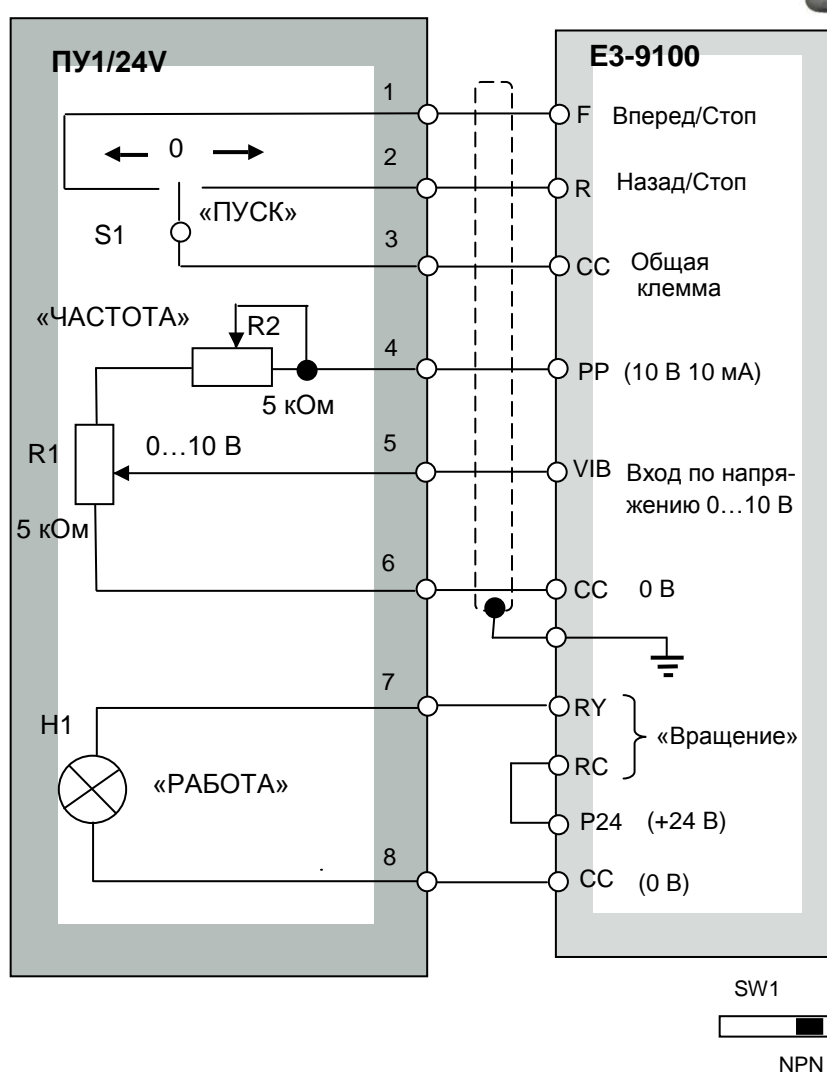 ПУ1/24V
E3-9100
1
F Вперед/Стоп
0
2
R Назад/Стоп
«ПУСК»
S1
3
CC Общая
клемма
«ЧАСТОТА»
R2
4
PP (10 В 10 мА)
5 кОм
R1
0…10 В
5
VIB Вход по напря-
жению 0…10 В
5 кОм
6
CC 0 В
7
RY
H1
«Вращение»
RC
«РАБОТА»
P24 (+24 В)
8
CC (0 В)
SW1
NPN